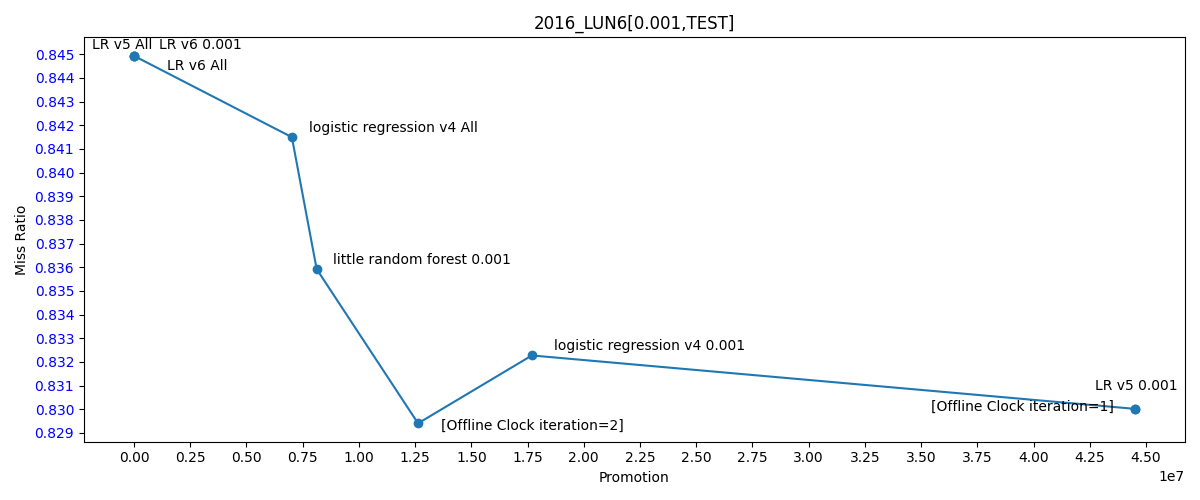 2016_LUN6[0.001,TEST]
LR v5 All
LR v6 0.001
LR v6 All
logistic regression v4 All
little random forest 0.001
logistic regression v4 0.001
LR v5 0.001
[Offline Clock iteration=1]
[Offline Clock iteration=2]
Miss Ratio
0.845
0.844
0.843
0.842
0.841
0.840
0.839
0.838
0.837
0.836
0.835
0.834
0.833
0.832
0.831
0.830
0.829
0.00 0.25 0.50 0.75 1.00 1.25 1.50 1.75 2.00 2.25 2.50 2.75 3.00 3.25 3.50 3.75 4.00 4.25 4.50
1e7
Promotion